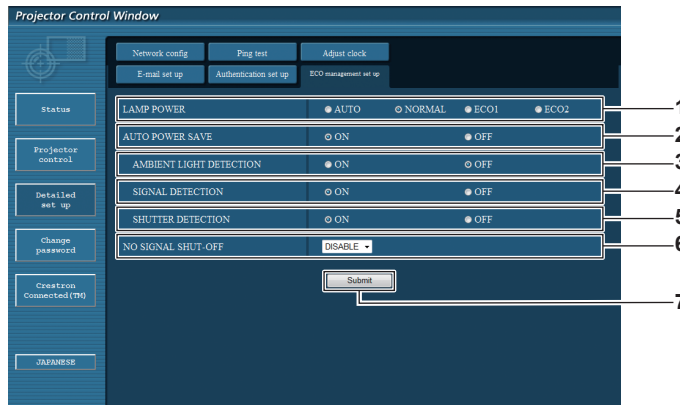 Projector Control Window
Network config Ping test Adjust clock
E-mail set up Authentication set up ECO management set up
Status
Projector
control
Detailed
set up
Change
password
Crestron
Connected(TM)
JAPANESE
LAMP POWER AUTO NORMAL ECO1 ECO2 1
AUTO POWER SAVE ON OFF 2
AMBIENT LIGHT DETECTION ON OFF 3
SIGNAL DETECTION ON OFF 4
SHUTTER DETECTION ON OFF 5
NO SIGNAL SHUT-OFF DISABLE 6
Submit 7